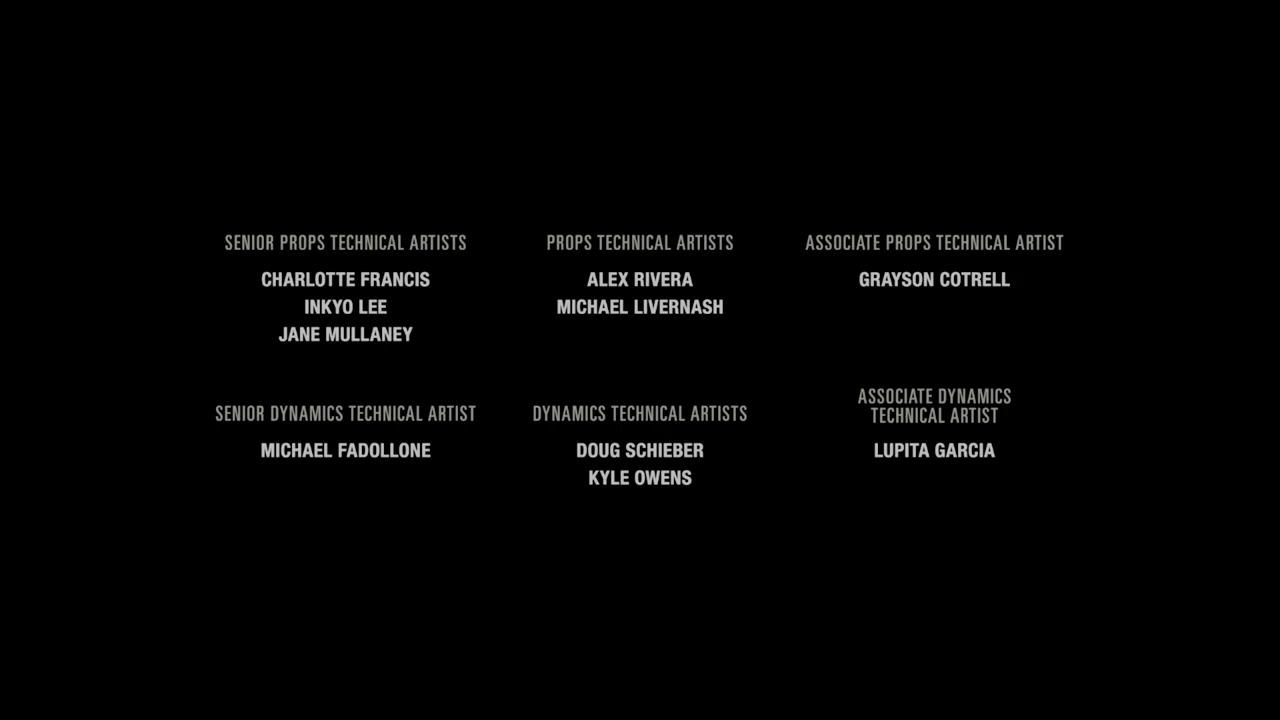 SENIOR PROPS TECHNICAL ARTISTS
CHARLOTTE FRANCIS
INKYO LEE
JANE MULLANEY
PROPS TECHNICAL ARTISTS
ALEX RIVERA
MICHAEL LIVERNASH
ASSOCIATE PROPS TECHNICAL ARTIST
GRAYSON COTRELL
SENIOR DYNAMICS TECHNICAL ARTIST
MICHAEL FADOLLONE
DYNAMICS TECHNICAL ARTISTS
DOUG SCHIEBER
KYLE OWENS
ASSOCIATE DYNAMICS
TECHNICAL ARTIST
LUPITA GARCIA